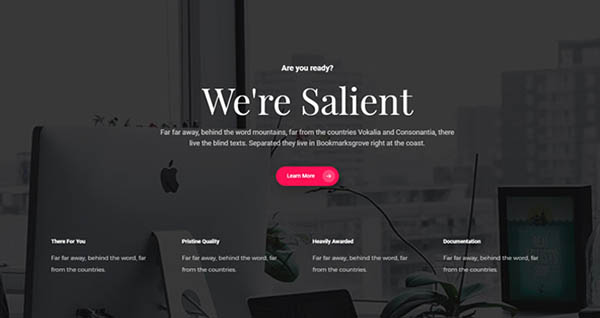 Are you ready?
We're Salient
Far far away, behind the word mountains, far from the countries Vokalia and Consonantia, there
live the blind texts. Separated they live in Bookmarksgrove right at the coast.
Learn More
There For You
Pristine Quality
Heavily Awarded
Documentation
Far far away, behind the word, far
from the countries.
Far far away, behind the word, far
from the countries.
Far far away, behind the word, far
from the countries.
Far far away, behind the word, far
from the countries.